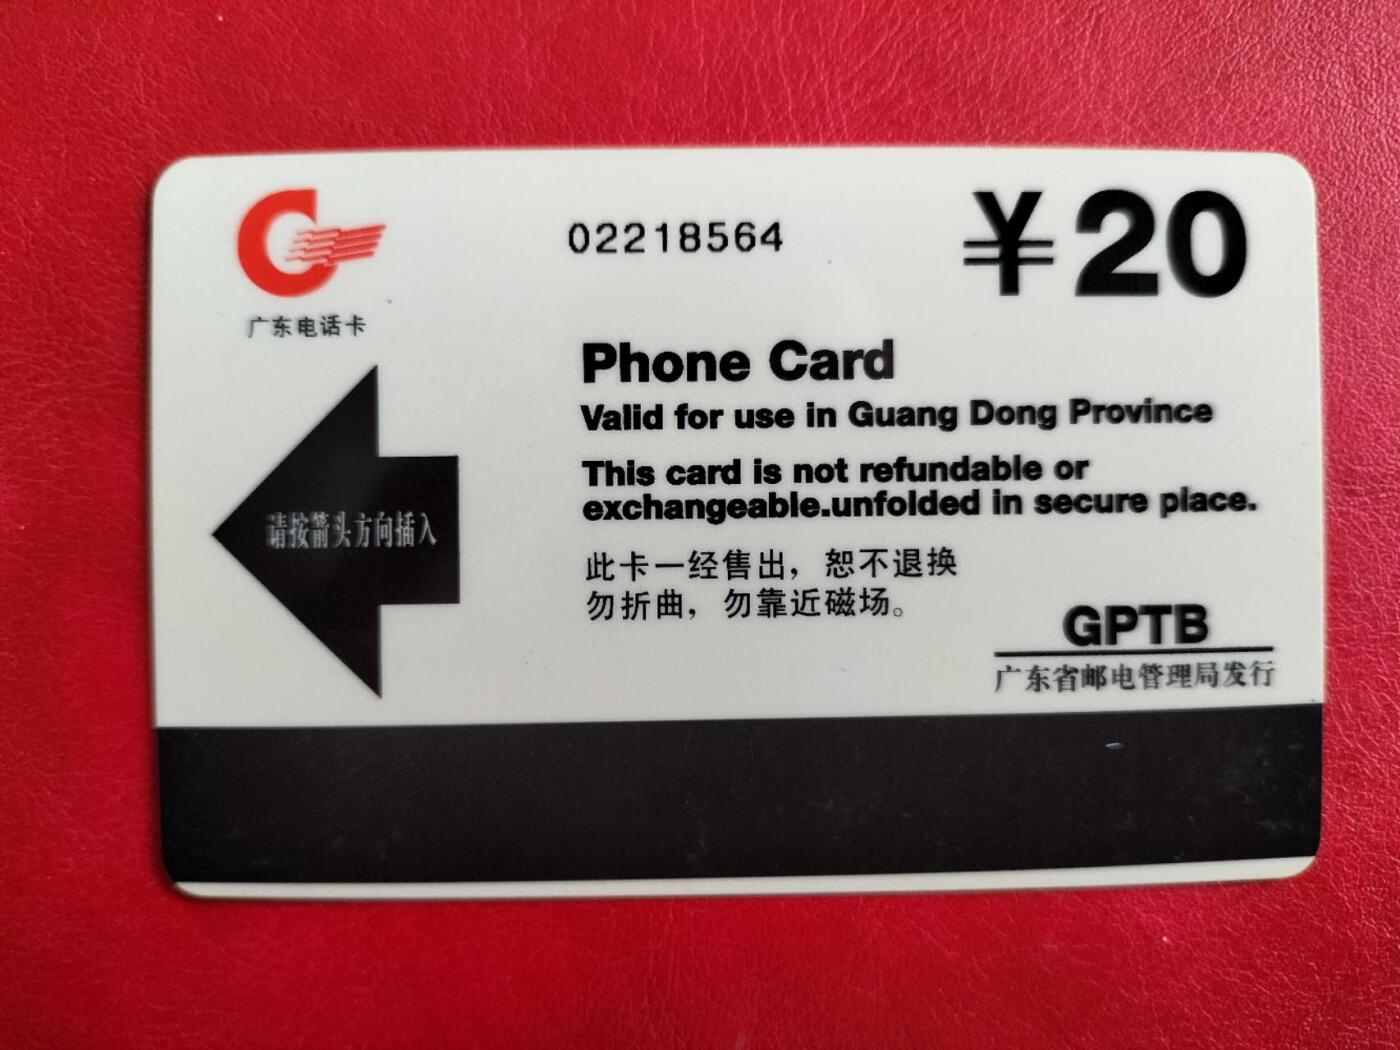 02218564
¥20
广东电话卡
Phone Card
Valid for use in Guang Dong Province
This card is not refundable or
exchangeable.unfolded in secure place.
请按箭头方向插入
此卡一经售出，恕不退换
勿折曲，勿靠近磁场。
GPTB
广东省邮电管理局发行